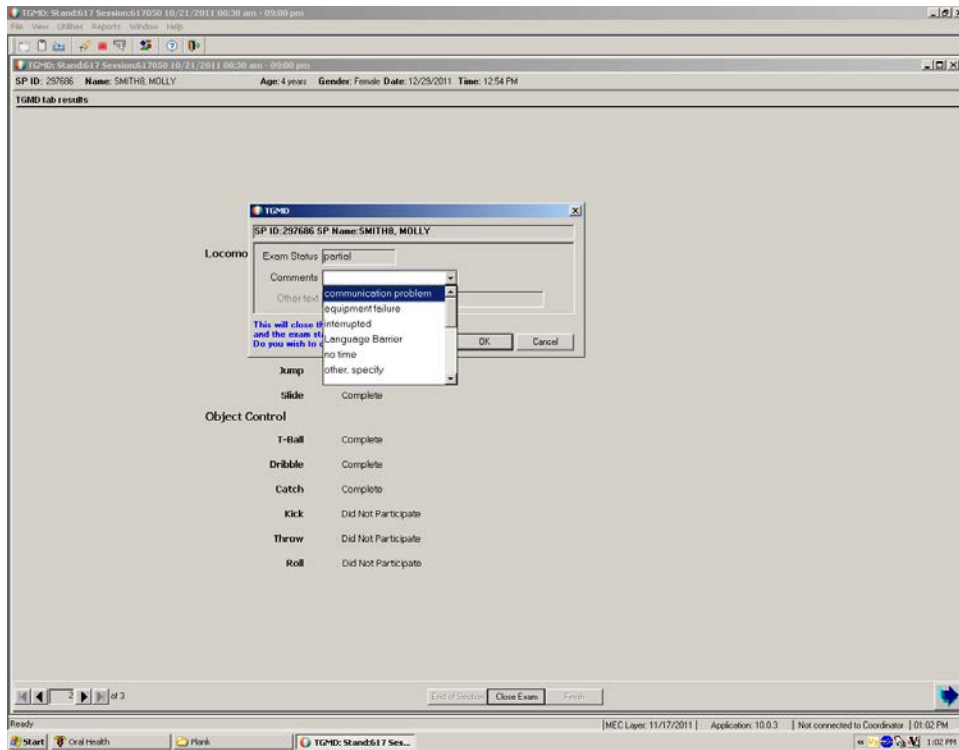 TGMD: Stand:617 Session:617050 10/21/2011 08:30 am - 09:00 pm
File View Utilities Reports Window Help
TGMD: Stand:617 Session:617050 10/21/2011 08:30 am - 09:00 pm
SP ID: 297686 Name: SMITH8, MOLLY Age: 4 years Gender: Female Date: 12/29/2011 Time: 12:54 PM
TGMD tab results
TGMD
SP ID:297686 SP Name:SMITH8, MOLLY
Locomo
Exam Status partial
Comments
Other text
communication problem
equipment failure
interrupted
Language Barrier
no time
other, specify
This will close th
and the exam st
Do you wish to c
OK Cancel
Jump
Slide Complete
Object Control
T-Ball Complete
Dribble Complete
Catch Complete
Kick Did Not Participate
Throw Did Not Participate
Roll Did Not Participate
2 of 3
End of Section Close Exam Finish
Ready MEC Layer: 11/17/2011 Application: 10.0.3 Not connected to Coordinator 01:02 PM
Start Oral Health Plank TGMD: Stand:617 Ses... 1:02 PM